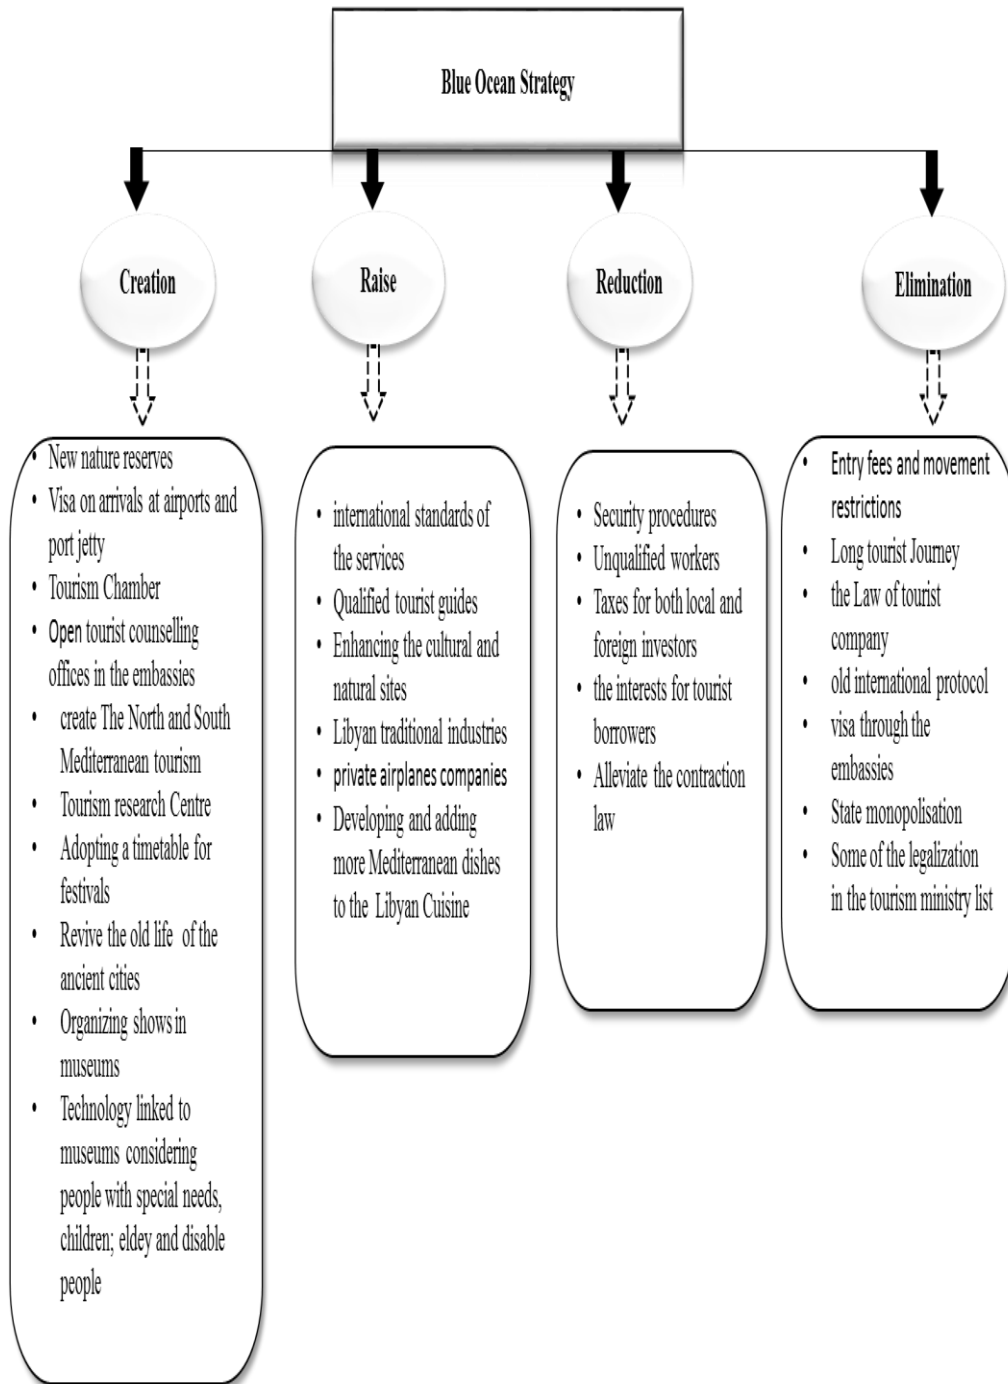 Blue Ocean Strategy
Creation
Raise
Reduction
Elimination
• New nature reserves
• Visa on arrivals at airports and
port jetty
• Tourism Chamber
• Open tourist counselling
offices in the embassies
• create The North and South
Mediterranean tourism
• Tourism research Centre
• Adopting a timetable for
festivals
• Revive the old life of the
ancient cities
• Organizing shows in
museums
• Technology linked to
museums considering
people with special needs,
children; eldey and disable
people
• international standards of
the services
• Qualified tourist guides
• Enhancing the cultural and
natural sites
• Libyan traditional industries
• private airplanes companies
• Developing and adding
more Mediterranean dishes
to the Libyan Cuisine
• Security procedures
• Unqualified workers
• Taxes for both local and
foreign investors
• the interests for tourist
borrowers
• Alleviate the contraction
law
• Entry fees and movement
restrictions
• Long tourist Journey
• the Law of tourist
company
• old international protocol
• visa through the
embassies
• State monopolisation
• Some of the legalization
in the tourism ministry list